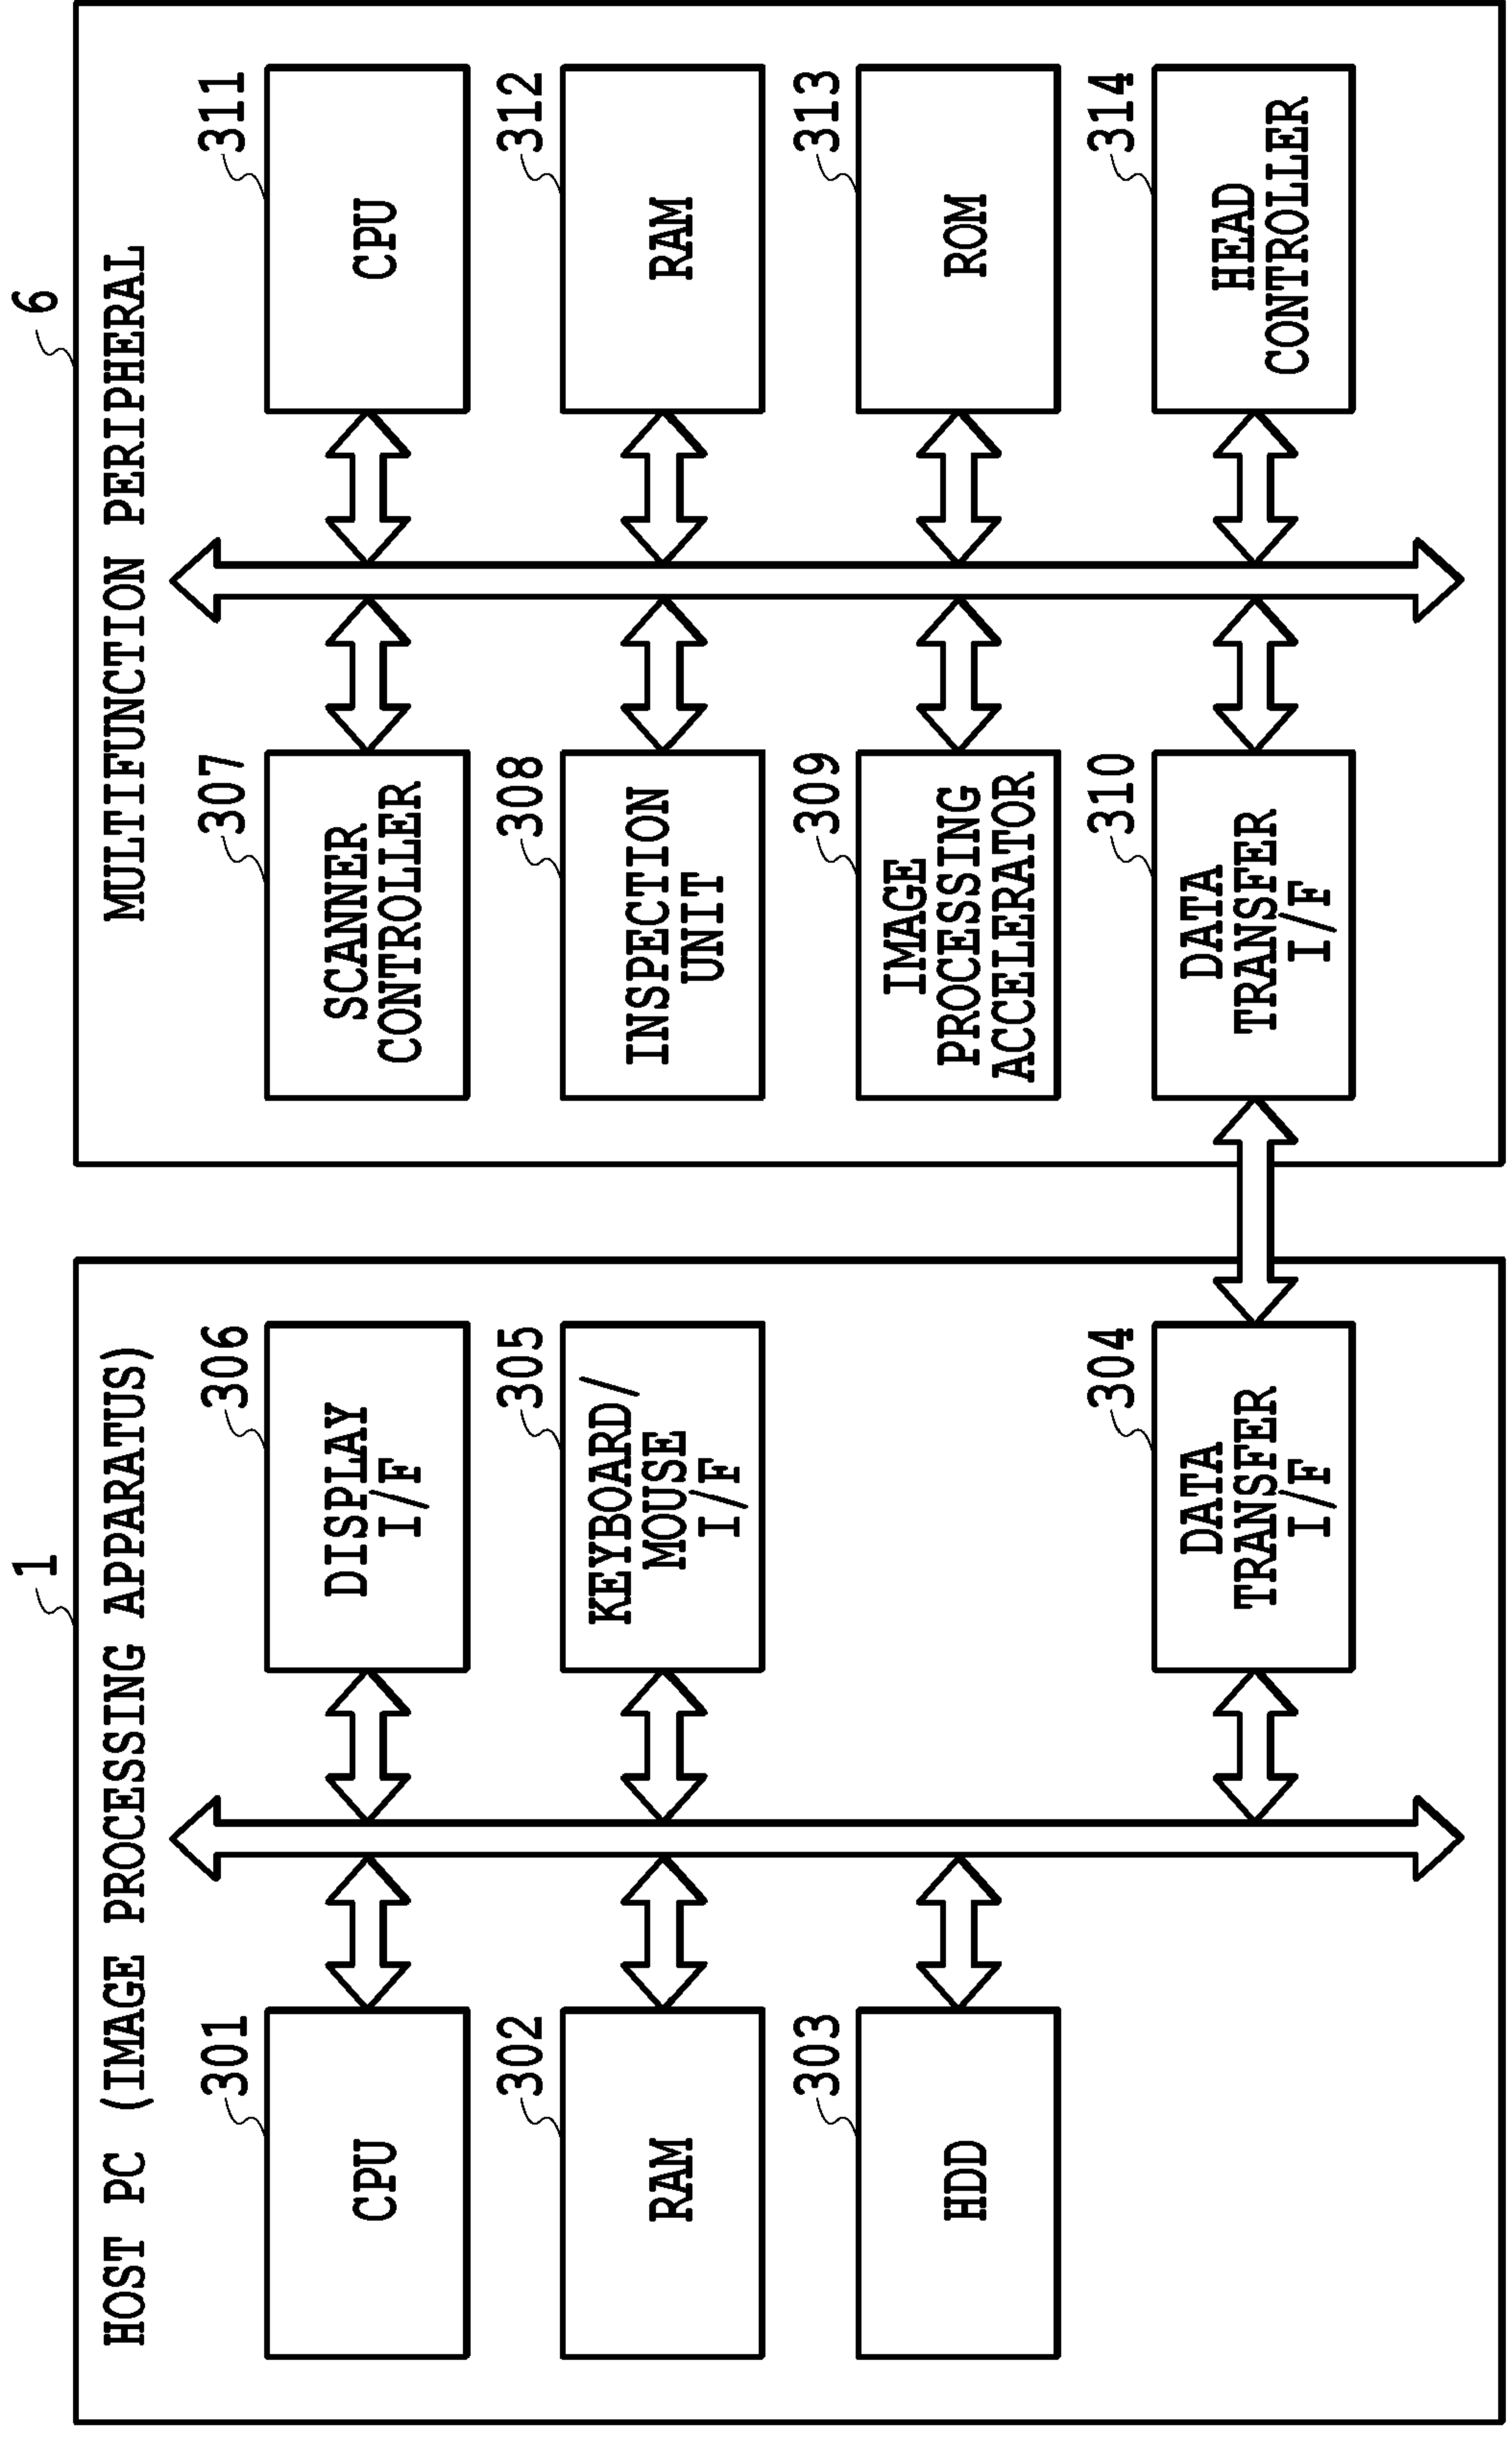 1
HOST PC (IMAGE PROCESSING APPARATUS)
301
CPU
302
RAM
303
HDD
306
DISPLAY
I/F
305
KEYBOARD/
MOUSE
I/F
304
DATA
TRANSFER
I/F
6
MULTIFUNCTION PERIPHERAL
307
SCANNER
CONTROLLER
308
INSPECTION
UNIT
309
IMAGE
PROCESSING
ACCELERATOR
310
DATA
TRANSFER
I/F
311
CPU
312
RAM
313
ROM
314
HEAD
CONTROLLER